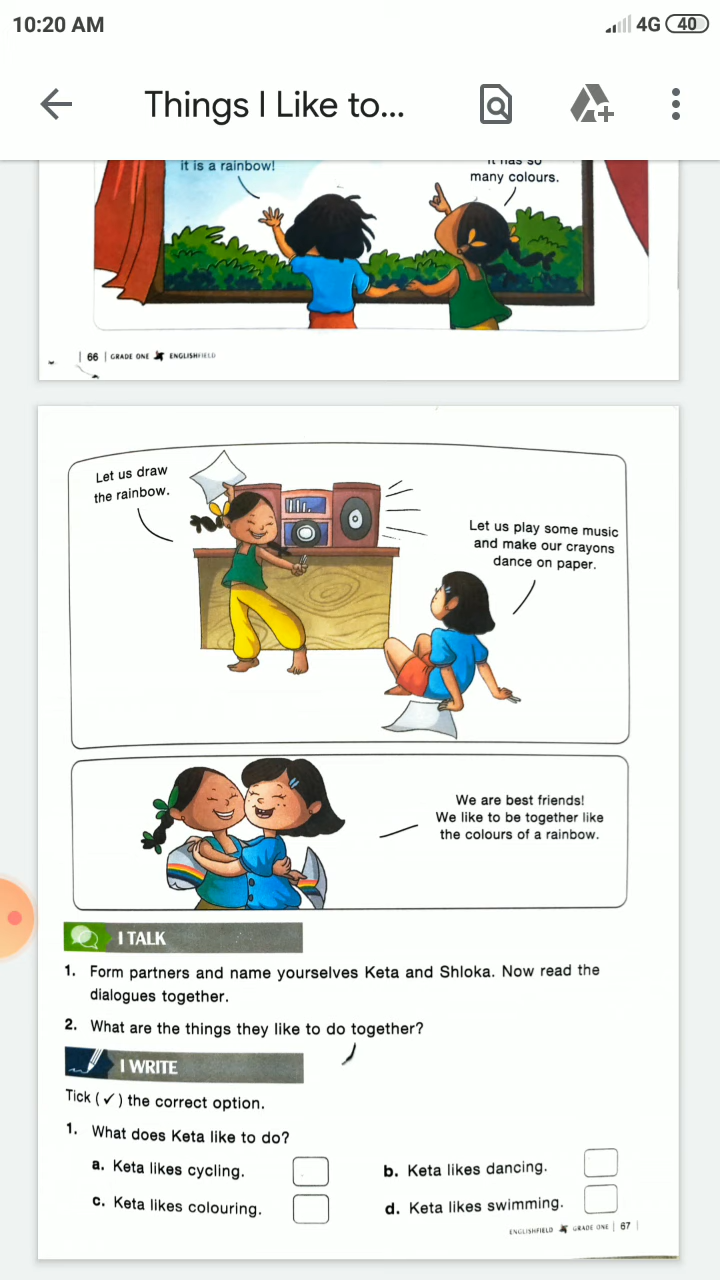 10:20 AM
4G 40
Things I Like to...
it is a rainbow!
It has so
many colours.
| 66 | GRADE ONE ENGLISHFIELD
Let us draw
the rainbow.
Let us play some music
and make our crayons
dance on paper.
We are best friends!
We like to be together like
the colours of a rainbow.
I TALK
1. Form partners and name yourselves Keta and Shloka. Now read the
dialogues together.
2. What are the things they like to do together?
I WRITE
Tick (✓) the correct option.
1. What does Keta like to do?
a. Keta likes cycling.
b. Keta likes dancing.
c. Keta likes colouring.
d. Keta likes swimming.
ENGLISHFIELD GRADE ONE | 67 |